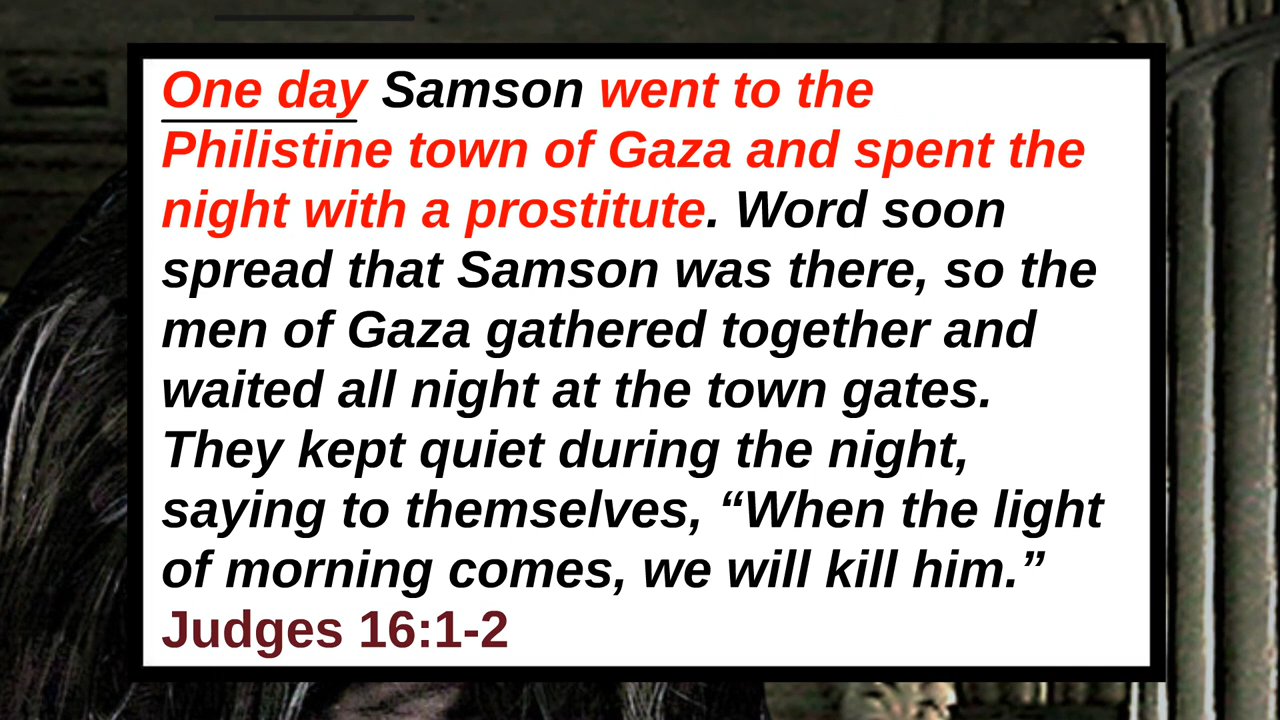 One day Samson went to the
Philistine town of Gaza and spent the
night with a prostitute. Word soon
spread that Samson was there, so the
men of Gaza gathered together and
waited all night at the town gates.
They kept quiet during the night,
saying to themselves, “When the light
of morning comes, we will kill him.”
Judges 16:1-2